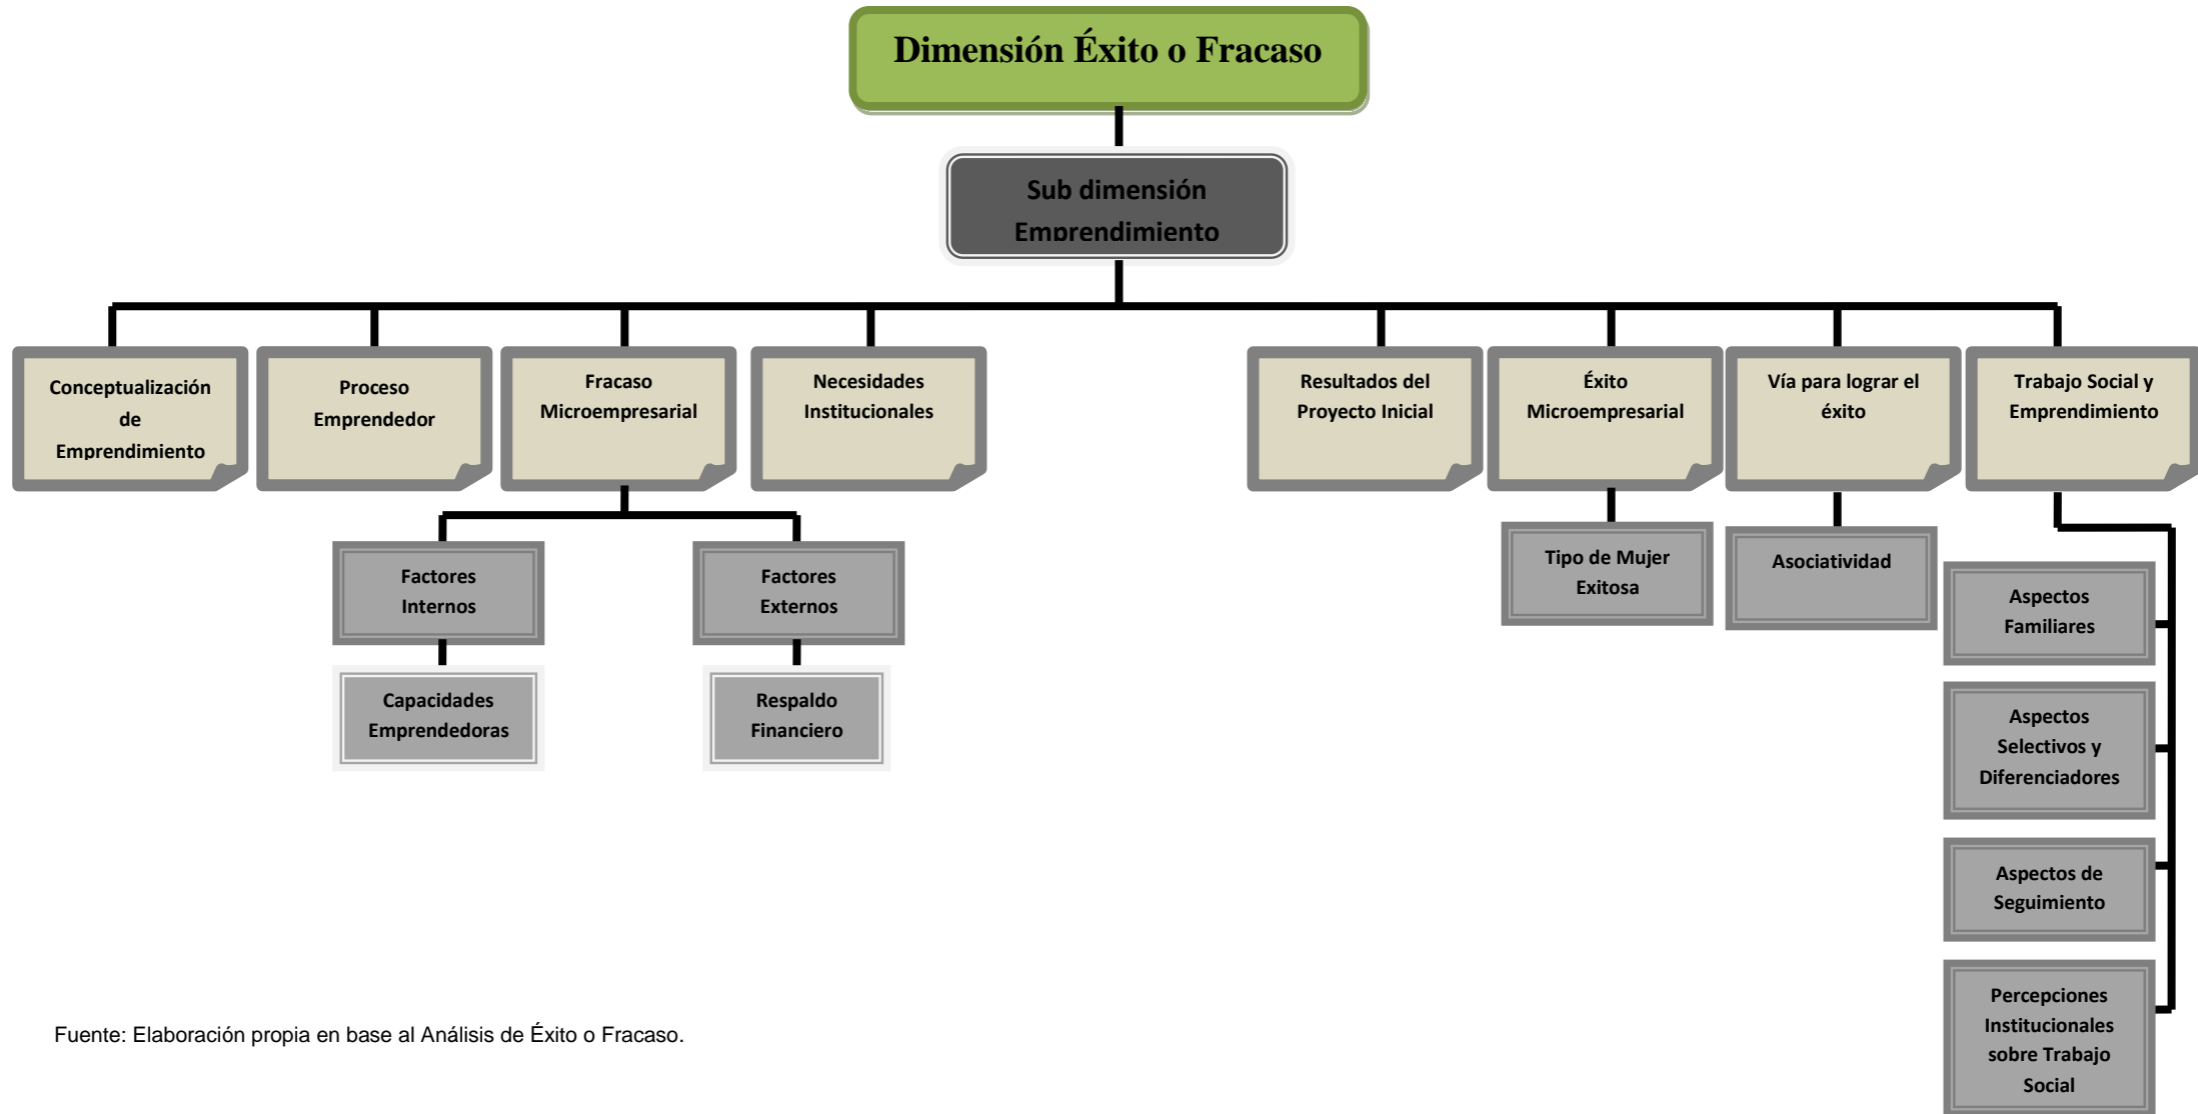 Dimensión Éxito o Fracaso
Sub dimensión
Emprendimiento
Conceptualización
de
Emprendimiento
Proceso
Emprendedor
Fracaso
Microempresarial
Necesidades
Institucionales
Resultados del
Proyecto Inicial
Éxito
Microempresarial
Vía para lograr el
éxito
Trabajo Social y
Emprendimiento
Factores
Internos
Factores
Externos
Capacidades
Emprendedoras
Respaldo
Financiero
Tipo de Mujer
Exitosa
Asociatividad
Aspectos
Familiares
Aspectos
Selectivos y
Diferenciadores
Aspectos de
Seguimiento
Percepciones
Institucionales
sobre Trabajo
Social
Fuente: Elaboración propia en base al Análisis de Éxito o Fracaso.